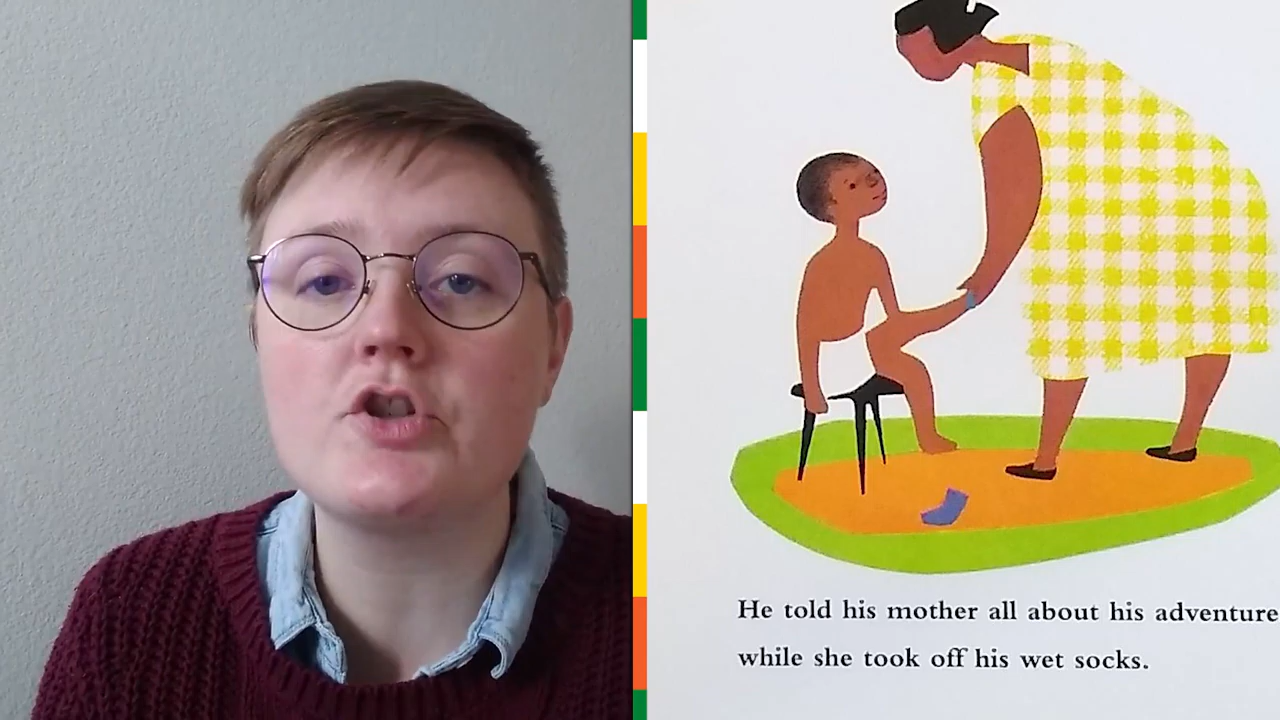 He told his mother all about his adventure
while she took off his wet socks.